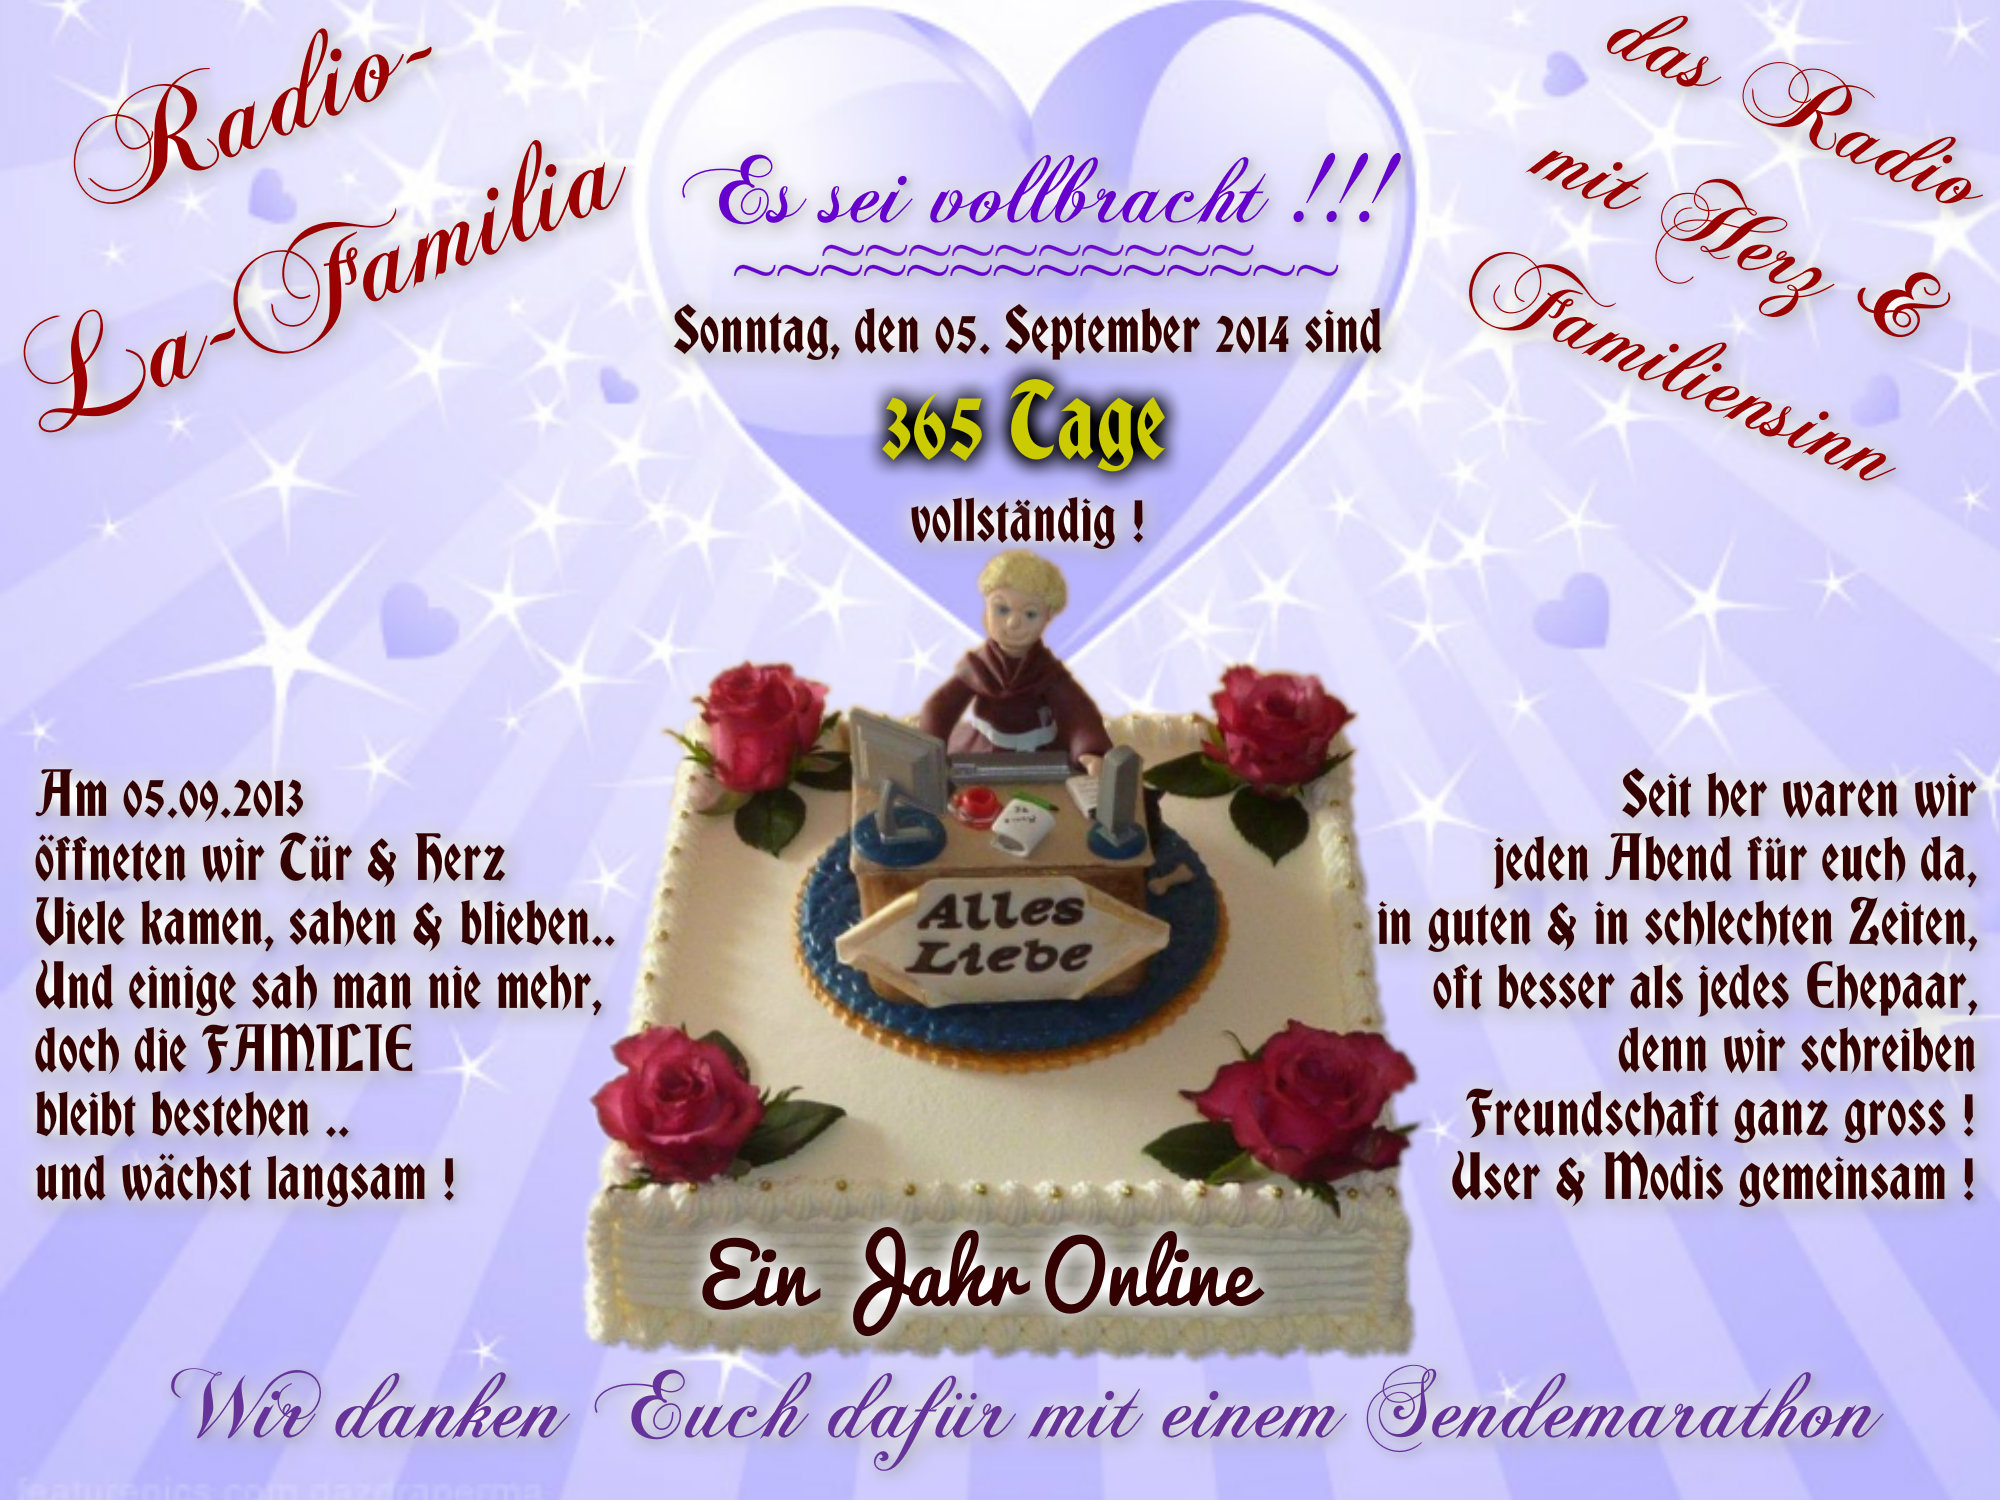 Radio-
La-Familia
das Radio
mit Herz &
Familiensinn
Es sei vollbracht !!!
~~~~~~~~~~
~~~~~~~~~~~~~~
Sonntag, den 05. September 2014 sind
365 Tage
vollständig !
Am 05.09.2013
öffneten wir Tür & Herz
Viele kamen, sahen & blieben..
Und einige sah man nie mehr,
doch die FAMILIE
bleibt bestehen ..
und wächst langsam !
Alles
Liebe
Seit her waren wir
jeden Abend für euch da,
in guten & in schlechten Zeiten,
oft besser als jedes Ehepaar,
denn wir schreiben
Freundschaft ganz gross !
User & Modis gemeinsam !
Ein Jahr Online
Wir danken Euch dafür mit einem Sendemarathon